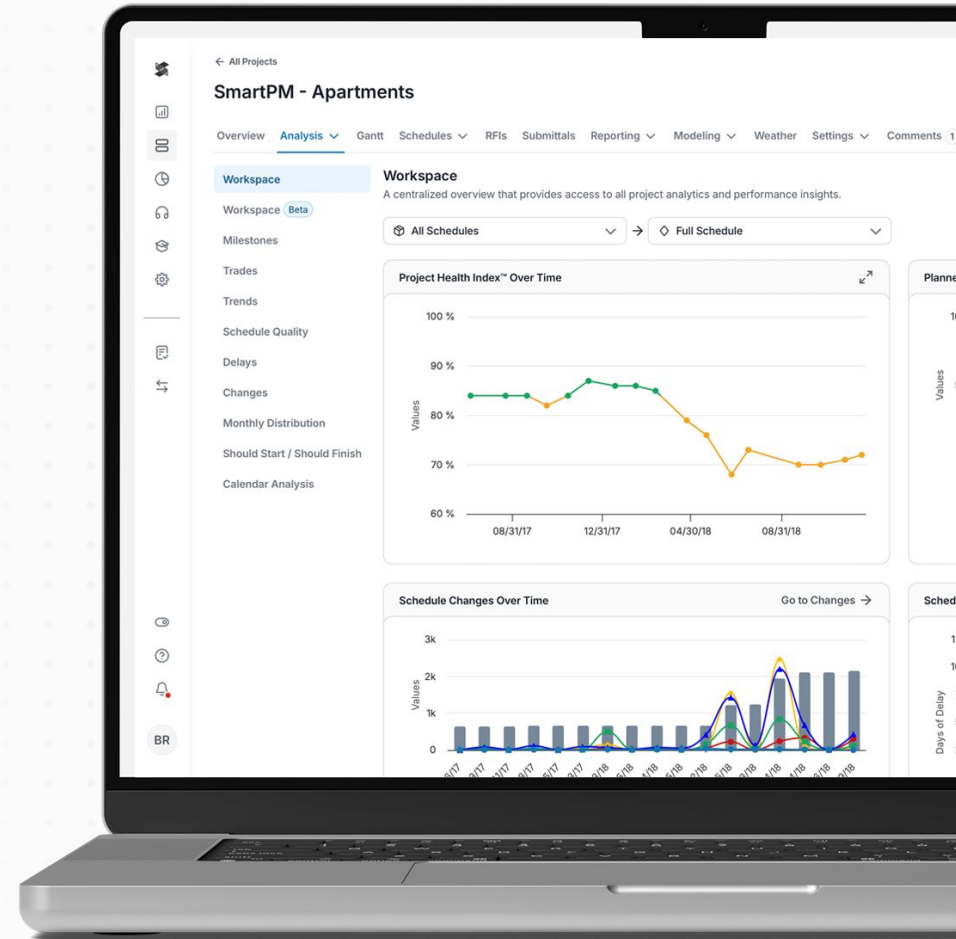 ← All Projects
SmartPM - Apartments
Overview Analysis Gantt Schedules RFIs Submittals Reporting Modeling Weather Settings Comments 1
Workspace
Workspace Beta
Milestones
Trades
Trends
Schedule Quality
Delays
Changes
Monthly Distribution
Should Start / Should Finish
Calendar Analysis
BR
Workspace
A centralized overview that provides access to all project analytics and performance insights.
All Schedules → Full Schedule
Project Health Index™ Over Time
100 %
90 %
80 %
70 %
60 %
Values
08/31/17 12/31/17 04/30/18 08/31/18
Values
Schedule Changes Over Time Go to Changes →
3k
2k
1k
0
Values
Days of Delay